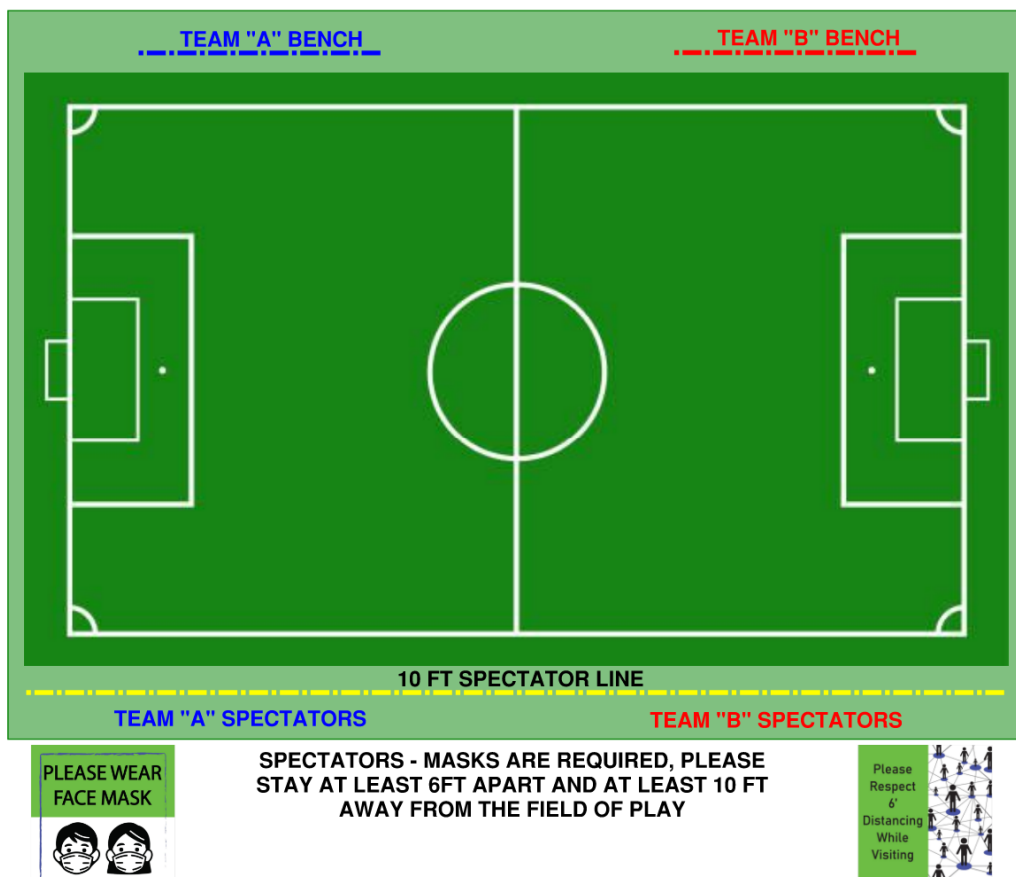 TEAM "A" BENCH
TEAM "B" BENCH
10 FT SPECTATOR LINE
TEAM "A" SPECTATORS
TEAM "B" SPECTATORS
PLEASE WEAR
FACE MASK
SPECTATORS - MASKS ARE REQUIRED, PLEASE
STAY AT LEAST 6FT APART AND AT LEAST 10 FT
AWAY FROM THE FIELD OF PLAY
Please
Respect
6'
Distancing
While
Visiting